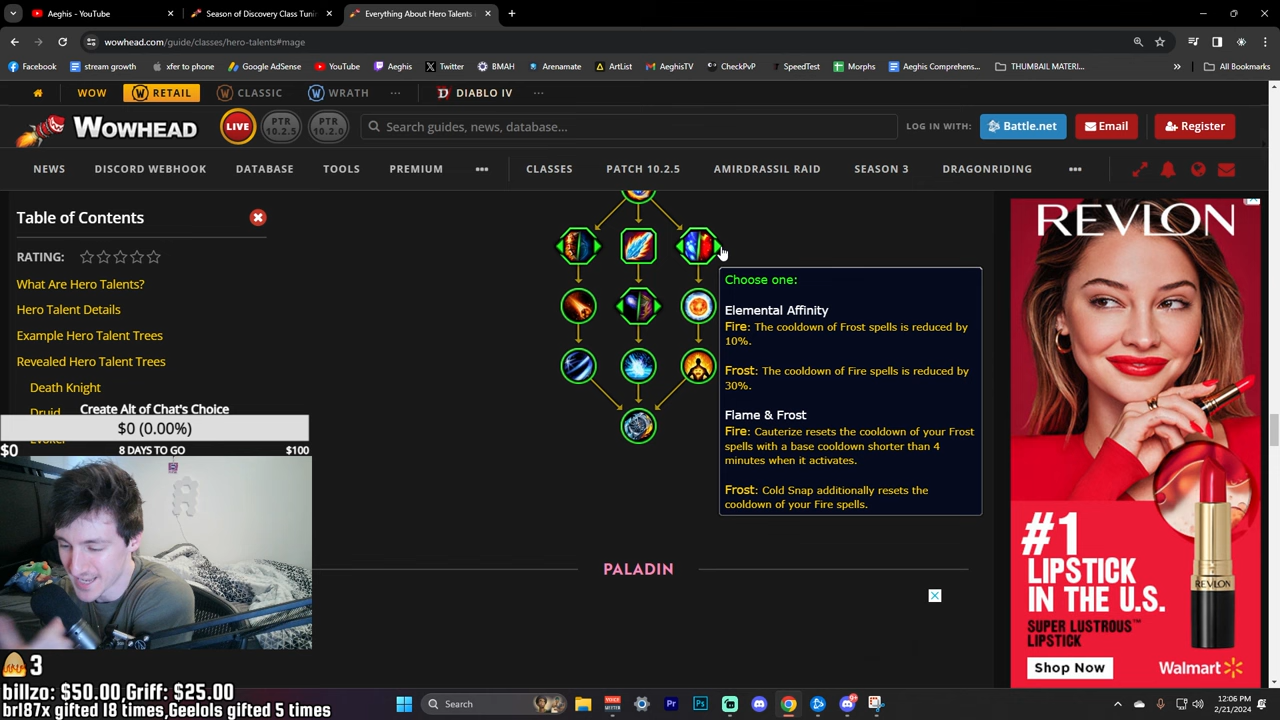 Aeghis - YouTube
Season of Discovery Class Tunin
Everything About Hero Talents
wowhead.com/guide/classes/hero-talents#mage
Facebook
stream growth
xfer to phone
Google AdSense
YouTube
Aeghis
Twitter
BMAH
Arenamate
ArtList
AeghisTV
CheckPvP
SpeedTest
Morphs
Aeghis Comprehens...
THUMBAIL MATERI...
All Bookmarks
WOW
RETAIL
CLASSIC
WRATH
DIABLO IV
WOWHEAD
LIVE
PTR 10.2.5
PTR 10.2.0
Search guides, news, database...
LOG IN WITH:
Battle.net
Email
Register
NEWS
DISCORD WEBHOOK
DATABASE
TOOLS
PREMIUM
CLASSES
PATCH 10.2.5
AMIRDRASSIL RAID
SEASON 3
DRAGONRIDING
Table of Contents
RATING:
What Are Hero Talents?
Hero Talent Details
Example Hero Talent Trees
Revealed Hero Talent Trees
Death Knight
Druid
Create Alt of Chat's Choice
$0 (0.00%)
$0
8 DAYS TO GO
$100
Choose one:
Elemental Affinity
Fire: The cooldown of Frost spells is reduced by
10%.
Frost: The cooldown of Fire spells is reduced by
30%.
Flame & Frost
Fire: Cauterize resets the cooldown of your Frost
spells with a base cooldown shorter than 4
minutes when it activates.
Frost: Cold Snap additionally resets the
cooldown of your Fire spells.
PALADIN
REVLON
#1
LIPSTICK
IN THE U.S.
SUPER LUSTROUS™
LIPSTICK
Shop Now
Walmart
3
billzo: $50.00,Griff: $25.00
br187x gifted 18 times,Geelols gifted 5 times
Search
12:06 PM
2/21/2024